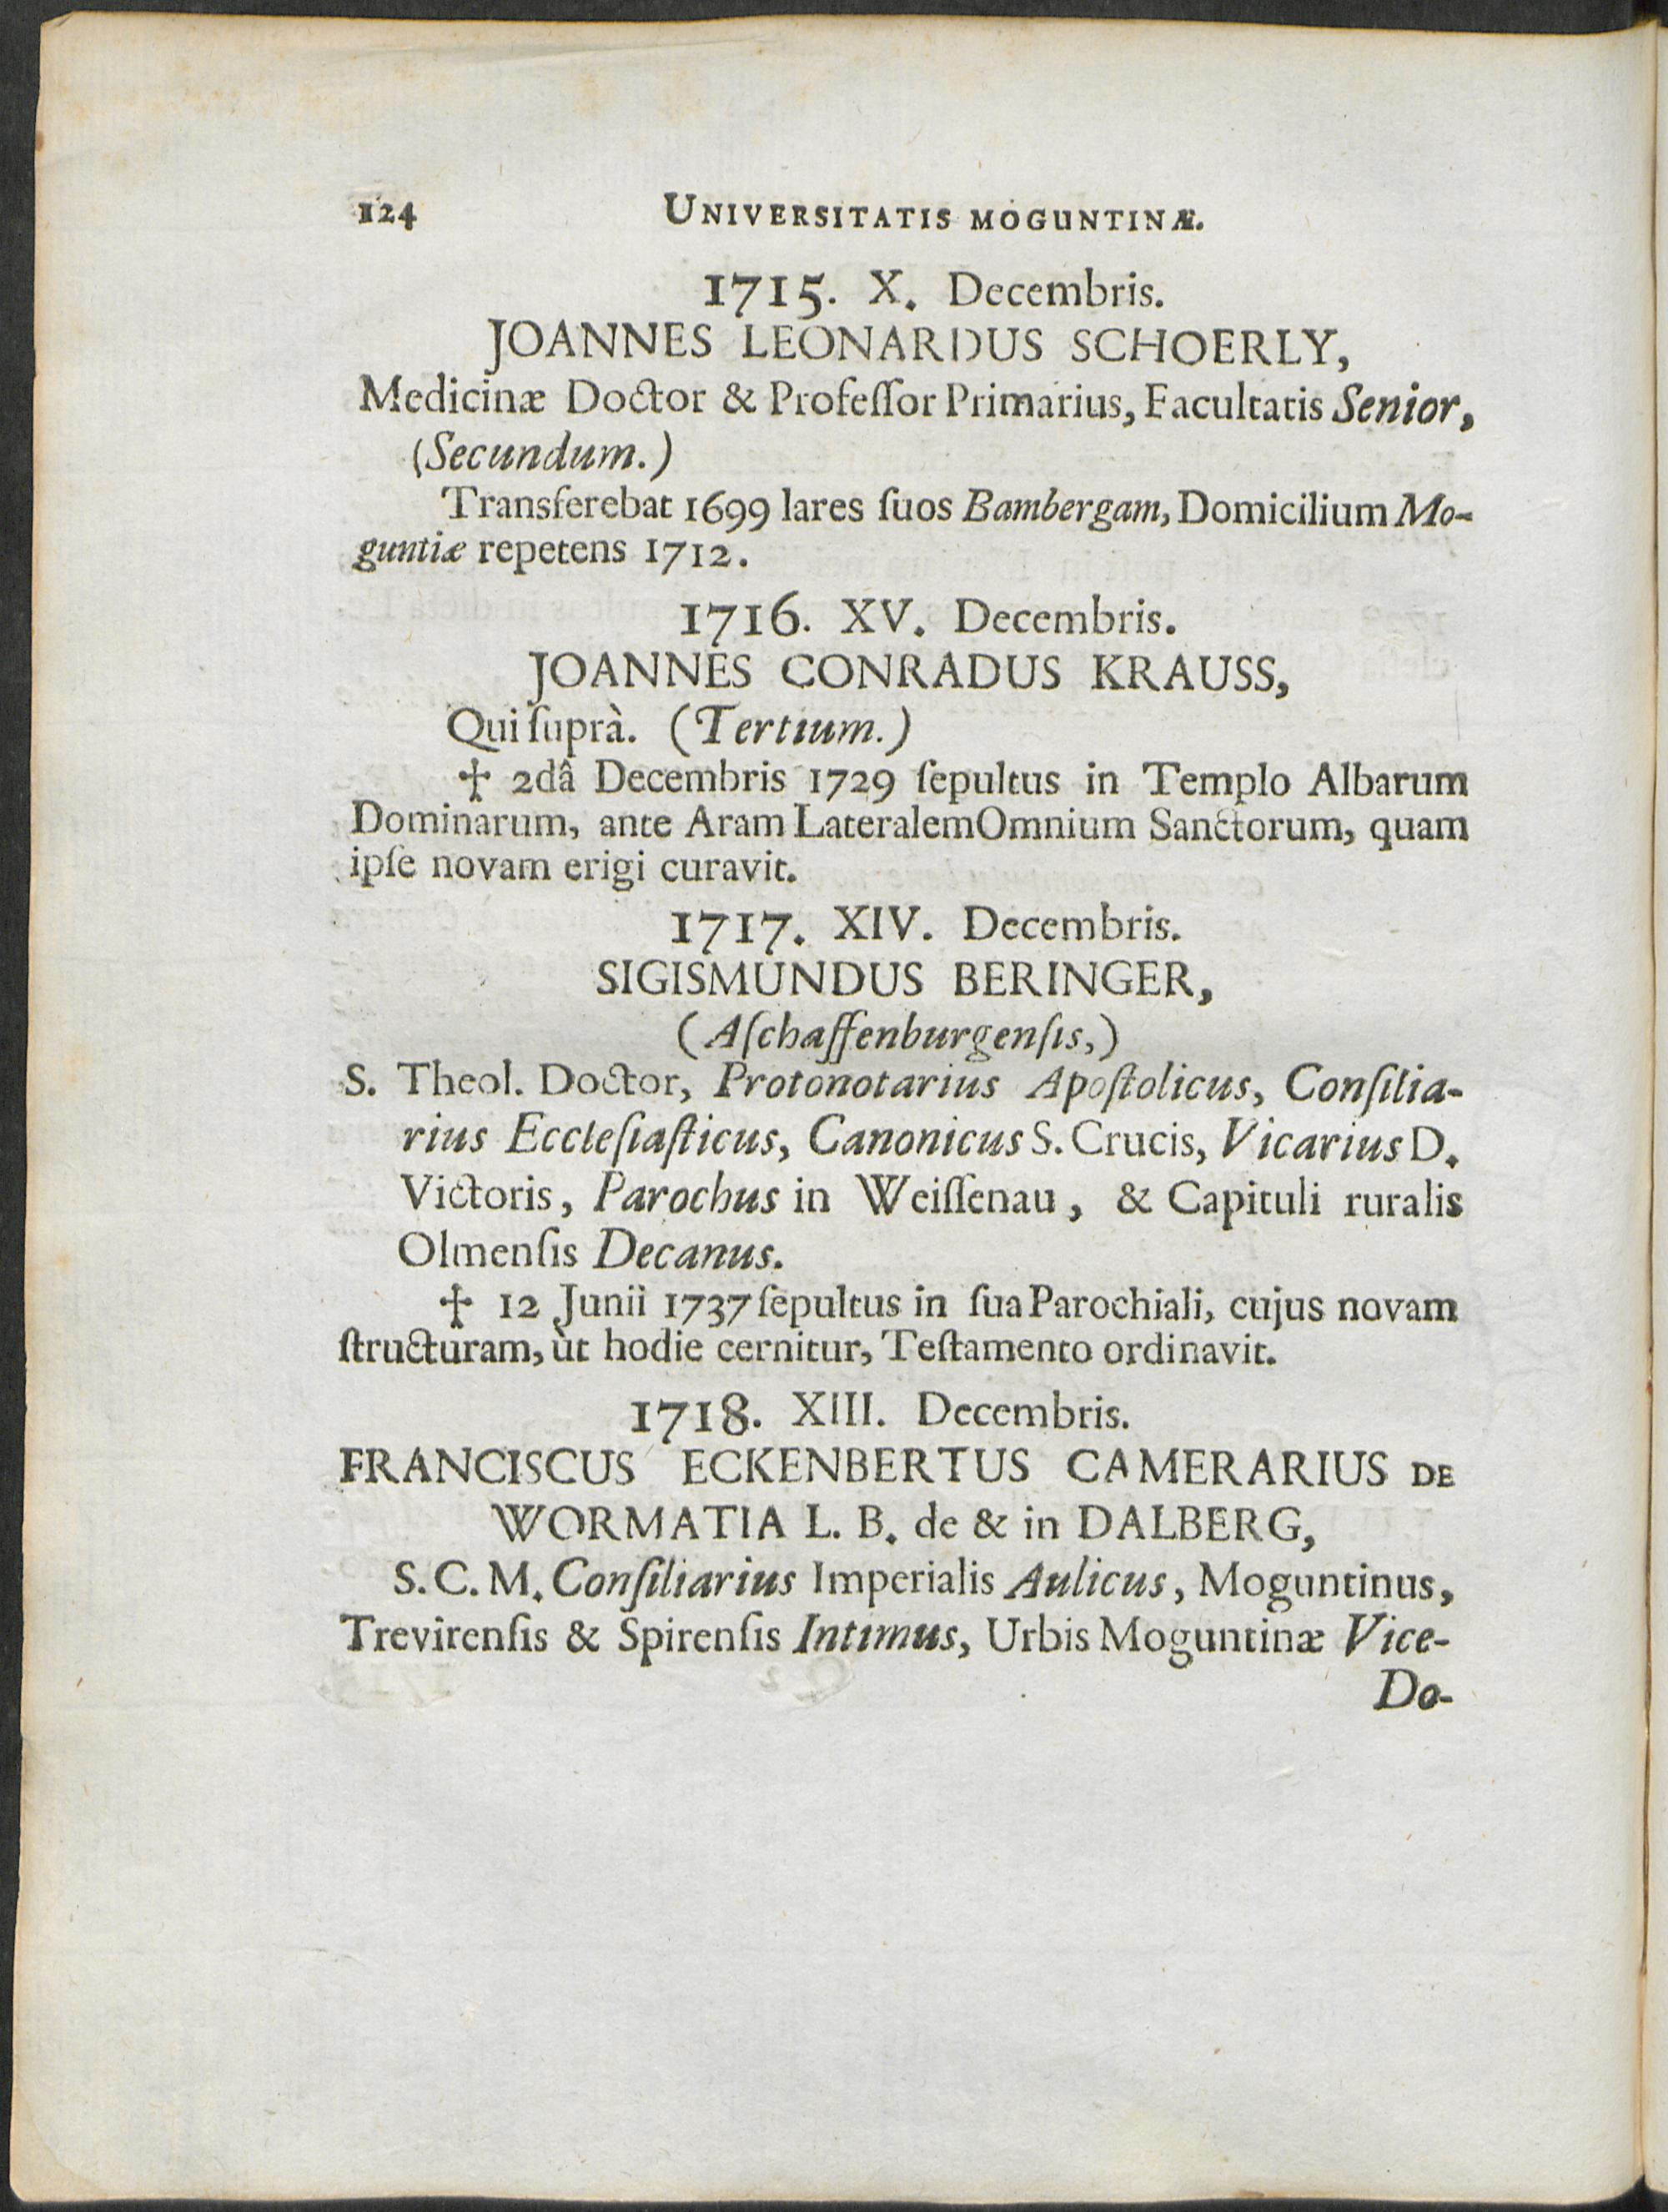 124 UNIVERSITATIS MOGUNTINÆ.
1715. X. Decembris.
JOANNES LEONARDUS SCHOERLY,
Medicinæ Doctor & Profeſſor Primarius, Facultatis Senior,
(Secundum.)
Transferebat 1699 lares ſuos Bambergam, Domicilium Mo-
guntiæ repetens 1712.
1716. XV. Decembris.
JOANNES CONRADUS KRAUSS,
Qui ſuprà. (Tertium.)
✢ 2dâ Decembris 1729 ſepultus in Templo Albarum
Dominarum, ante Aram Lateralem Omnium Sanctorum, quam
ipſe novam erigi curavit.
1717. XIV. Decembris.
SIGISMUNDUS BERINGER,
(Aſchaffenburgenſis,)
S. Theol. Doctor, Protonotarius Apoſtolicus, Conſilia-
rius Eccleſiaſticus, Canonicus S. Crucis, Vicarius D.
Victoris, Parochus in Weiſſenau, & Capituli ruralis
Olmenſis Decanus.
✢ 12 Junii 1737 ſepultus in ſua Parochiali, cujus novam
ſtructuram, ùt hodie cernitur, Teſtamento ordinavit.
1718. XIII. Decembris.
FRANCISCUS ECKENBERTUS CAMERARIUS DE
WORMATIA L. B. de & in DALBERG,
S. C. M. Conſiliarius Imperialis Aulicus, Moguntinus,
Trevirenſis & Spirenſis Intimus, Urbis Moguntinæ Vice-
Do-